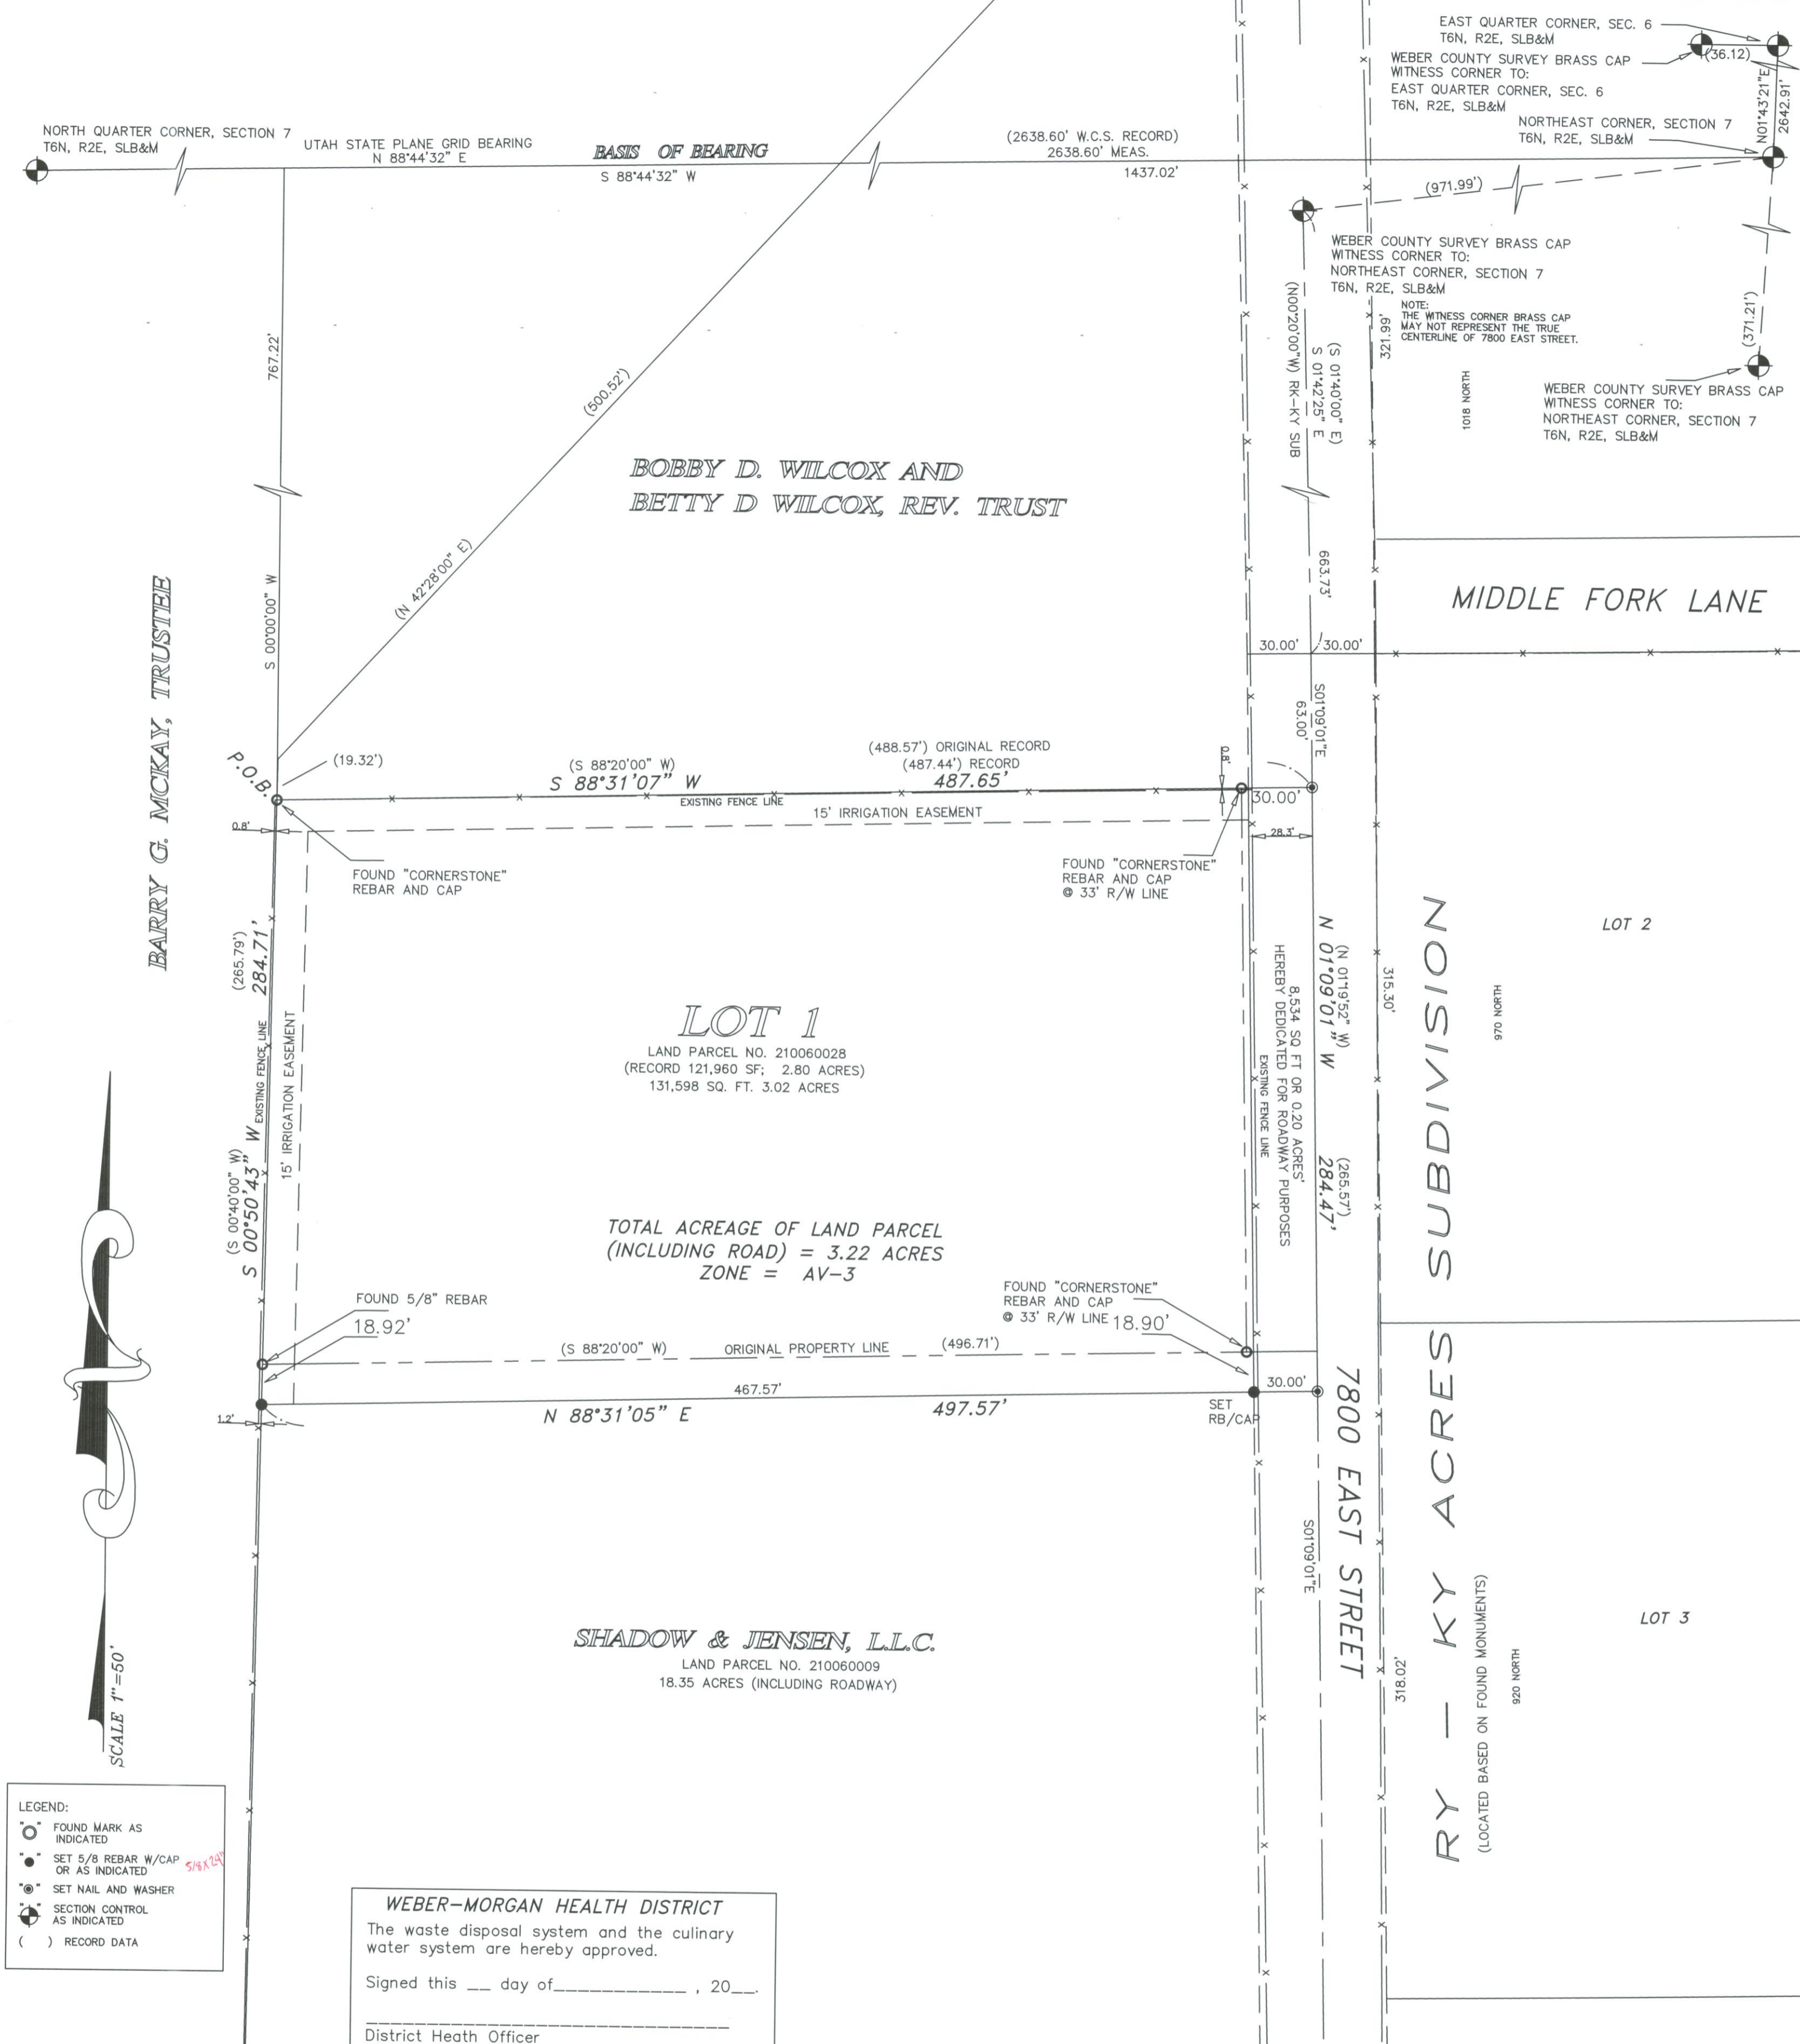 EAST QUARTER CORNER, SEC. 6
T6N, R2E, SLB&M
(36.12)
WEBER COUNTY SURVEY BRASS CAP
WITNESS CORNER TO:
EAST QUARTER CORNER, SEC. 6
T6N, R2E, SLB&M
N01°43'21"E
2642.91'
NORTHEAST CORNER, SECTION 7
T6N, R2E, SLB&M
NORTH QUARTER CORNER, SECTION 7
T6N, R2E, SLB&M
UTAH STATE PLANE GRID BEARING
N 88°44'32" E
BASIS OF BEARING
S 88°44'32" W
(2638.60' W.C.S. RECORD)
2638.60' MEAS.
1437.02'
(971.99')
WEBER COUNTY SURVEY BRASS CAP
WITNESS CORNER TO:
NORTHEAST CORNER, SECTION 7
T6N, R2E, SLB&M
NOTE:
THE WITNESS CORNER BRASS CAP
MAY NOT REPRESENT THE TRUE
CENTERLINE OF 7800 EAST STREET.
(371.21')
WEBER COUNTY SURVEY BRASS CAP
WITNESS CORNER TO:
NORTHEAST CORNER, SECTION 7
T6N, R2E, SLB&M
1018 NORTH
321.99'
(S 01°40'00" E)
S 01°42'25" E
(N00°20'00"W) RK-KY SUB
663.73'
767.22'
S 00°00'00" W
(500.52')
(N 42°28'00" E)
BOBBY D. WILCOX AND
BETTY D WILCOX, REV. TRUST
MIDDLE FORK LANE
30.00'
30.00'
S01°09'01"E
63.00'
BARRY G. MCKAY, TRUSTEE
P.O.B.
(19.32')
(S 88°20'00" W)
S 88°31'07" W
(488.57') ORIGINAL RECORD
(487.44') RECORD
487.65'
0.8'
EXISTING FENCE LINE
15' IRRIGATION EASEMENT
30.00'
28.3'
0.8'
FOUND "CORNERSTONE"
REBAR AND CAP
FOUND "CORNERSTONE"
REBAR AND CAP
@ 33' R/W LINE
(265.79')
284.71'
EXISTING FENCE LINE
(S 00°40'00" W)
S 00°50'43" W
15' IRRIGATION EASEMENT
LOT 1
LAND PARCEL NO. 210060028
(RECORD 121,960 SF; 2.80 ACRES)
131,598 SQ. FT. 3.02 ACRES
TOTAL ACREAGE OF LAND PARCEL
(INCLUDING ROAD) = 3.22 ACRES
ZONE = AV-3
(N 01°19'52" W)
N 01°09'01" W
(265.57')
284.47'
8,534 SQ FT OR 0.20 ACRES'
HEREBY DEDICATED FOR ROADWAY PURPOSES
EXISTING FENCE LINE
315.30'
RY - KY ACRES SUBDIVISION
(LOCATED BASED ON FOUND MONUMENTS)
LOT 2
970 NORTH
FOUND 5/8" REBAR
18.92'
FOUND "CORNERSTONE"
REBAR AND CAP
@ 33' R/W LINE
18.90'
(S 88°20'00" W)
ORIGINAL PROPERTY LINE
(496.71')
467.57'
N 88°31'05" E
497.57'
30.00'
SET
RB/CAP
1.2'
7800 EAST STREET
S01°09'01"E
318.02'
LOT 3
920 NORTH
SHADOW & JENSEN, L.L.C.
LAND PARCEL NO. 210060009
18.35 ACRES (INCLUDING ROADWAY)
SCALE 1"=50'
LEGEND:
"○" FOUND MARK AS
INDICATED
"●" SET 5/8 REBAR W/CAP
OR AS INDICATED
5/8 X 24"
"◉" SET NAIL AND WASHER
SECTION CONTROL
AS INDICATED
( ) RECORD DATA
WEBER-MORGAN HEALTH DISTRICT
The waste disposal system and the culinary
water system are hereby approved.
Signed this __ day of____________ , 20__.
District Heath Officer